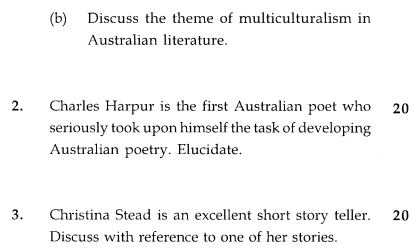 (b) Discuss the theme of multiculturalism in
Australian literature.
2. Charles Harpur is the first Australian poet who 20
seriously took upon himself the task of developing
Australian poetry. Elucidate.
3. Christina Stead is an excellent short story teller. 20
Discuss with reference to one of her stories.